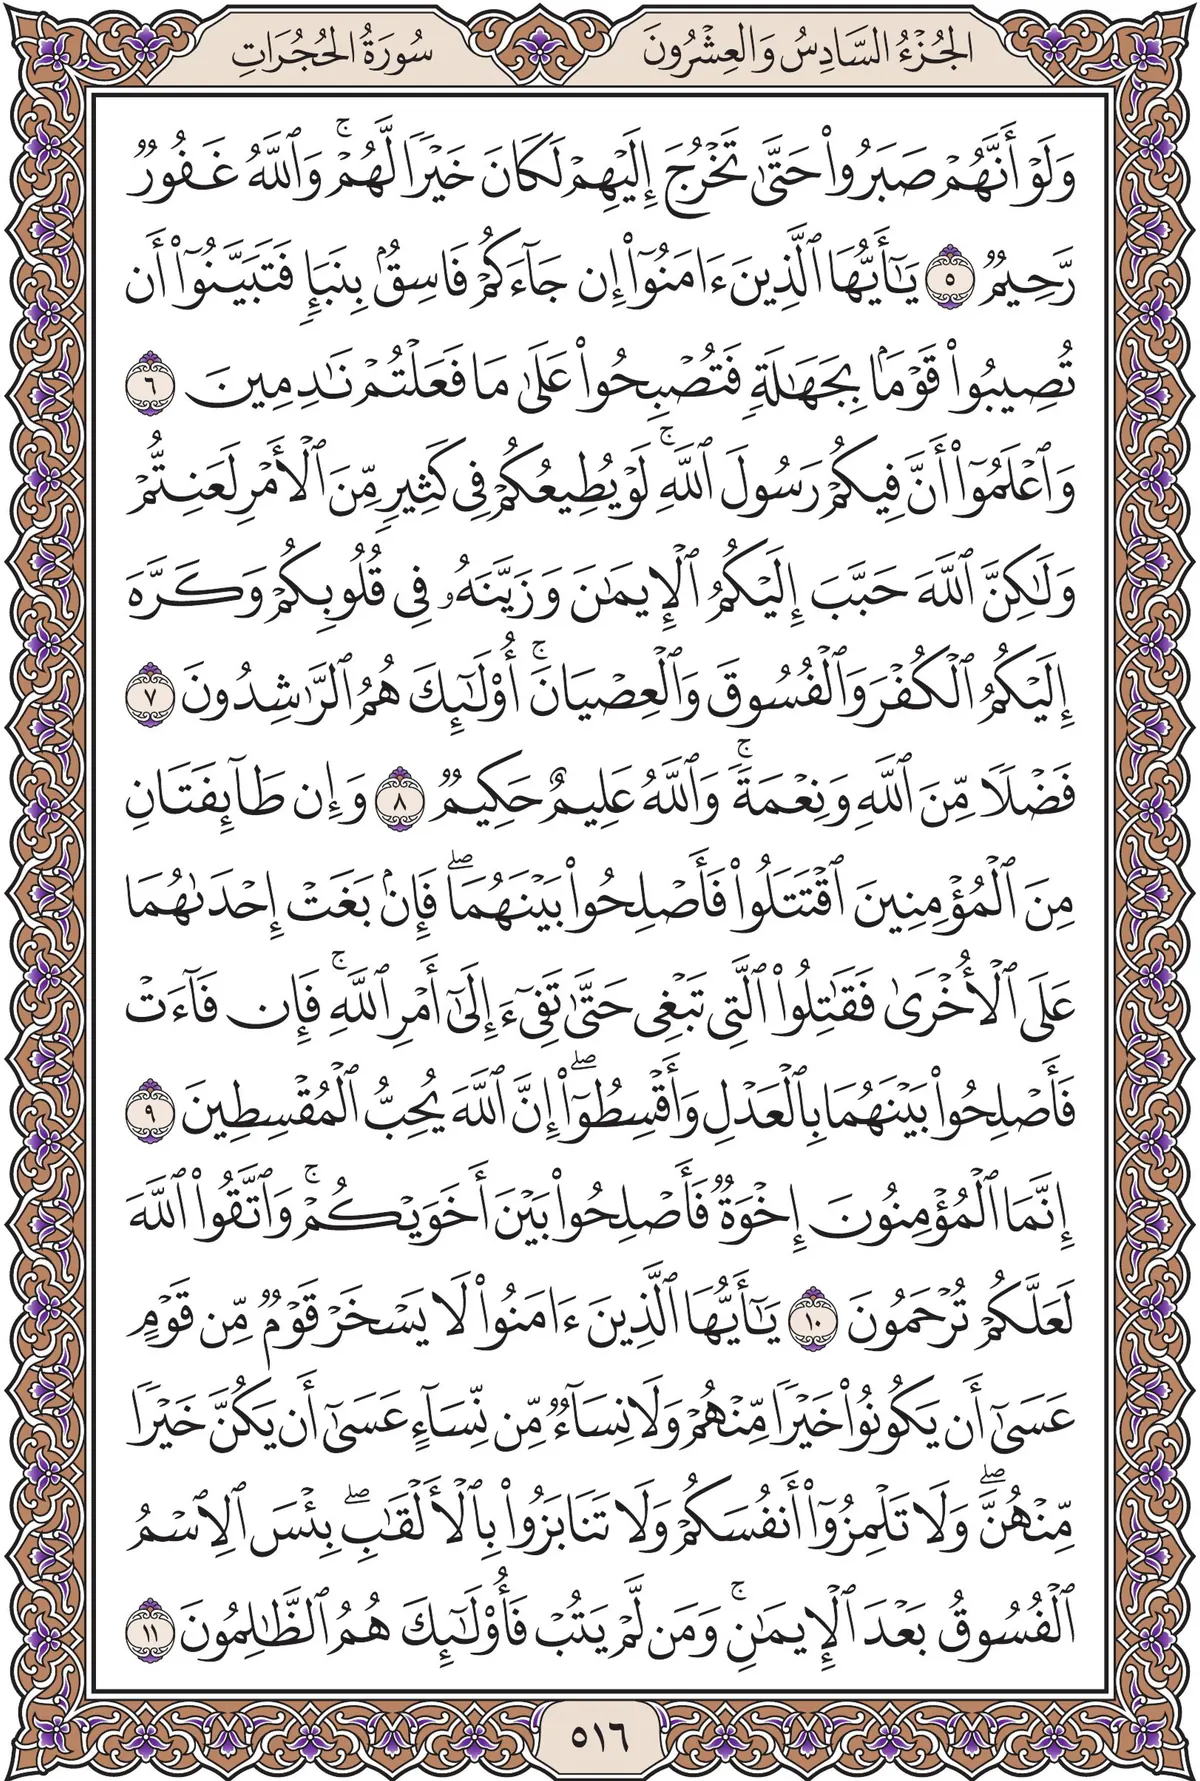 الجُزْءُ السَّادِسُ وَالعِشْرُونَ
سُورَةُ الحُجُرَاتِ
وَلَوۡ أَنَّهُمۡ صَبَرُواْ حَتَّىٰ تَخۡرُجَ إِلَيۡهِمۡ لَكَانَ خَيۡرٗا لَّهُمۡۚ وَٱللَّهُ غَفُورٞ
رَّحِيمٞ ٥ يَٰٓأَيُّهَا ٱلَّذِينَ ءَامَنُوٓاْ إِن جَآءَكُمۡ فَاسِقُۢ بِنَبَإٖ فَتَبَيَّنُوٓاْ أَن
تُصِيبُواْ قَوۡمَۢا بِجَهَٰلَةٖ فَتُصۡبِحُواْ عَلَىٰ مَا فَعَلۡتُمۡ نَٰدِمِينَ ٦
وَٱعۡلَمُوٓاْ أَنَّ فِيكُمۡ رَسُولَ ٱللَّهِۚ لَوۡ يُطِيعُكُمۡ فِي كَثِيرٖ مِّنَ ٱلۡأَمۡرِ لَعَنِتُّمۡ
وَلَٰكِنَّ ٱللَّهَ حَبَّبَ إِلَيۡكُمُ ٱلۡإِيمَٰنَ وَزَيَّنَهُۥ فِي قُلُوبِكُمۡ وَكَرَّهَ
إِلَيۡكُمُ ٱلۡكُفۡرَ وَٱلۡفُسُوقَ وَٱلۡعِصۡيَانَۚ أُوْلَٰٓئِكَ هُمُ ٱلرَّٰشِدُونَ ٧
فَضۡلٗا مِّنَ ٱللَّهِ وَنِعۡمَةٗۚ وَٱللَّهُ عَلِيمٌ حَكِيمٞ ٨ وَإِن طَآئِفَتَانِ
مِنَ ٱلۡمُؤۡمِنِينَ ٱقۡتَتَلُواْ فَأَصۡلِحُواْ بَيۡنَهُمَاۖ فَإِنۢ بَغَتۡ إِحۡدَىٰهُمَا
عَلَى ٱلۡأُخۡرَىٰ فَقَٰتِلُواْ ٱلَّتِي تَبۡغِي حَتَّىٰ تَفِيٓءَ إِلَىٰٓ أَمۡرِ ٱللَّهِۚ فَإِن فَآءَتۡ
فَأَصۡلِحُواْ بَيۡنَهُمَا بِٱلۡعَدۡلِ وَأَقۡسِطُوٓاْۖ إِنَّ ٱللَّهَ يُحِبُّ ٱلۡمُقۡسِطِينَ ٩
إِنَّمَا ٱلۡمُؤۡمِنُونَ إِخۡوَةٞ فَأَصۡلِحُواْ بَيۡنَ أَخَوَيۡكُمۡۚ وَٱتَّقُواْ ٱللَّهَ
لَعَلَّكُمۡ تُرۡحَمُونَ ١٠ يَٰٓأَيُّهَا ٱلَّذِينَ ءَامَنُواْ لَا يَسۡخَرۡ قَوۡمٞ مِّن قَوۡمٍ
عَسَىٰٓ أَن يَكُونُواْ خَيۡرٗا مِّنۡهُمۡ وَلَا نِسَآءٞ مِّن نِّسَآءٍ عَسَىٰٓ أَن يَكُنَّ خَيۡرٗا
مِّنۡهُنَّۖ وَلَا تَلۡمِزُوٓاْ أَنفُسَكُمۡ وَلَا تَنَابَزُواْ بِٱلۡأَلۡقَٰبِۖ بِئۡسَ ٱلِٱسۡمُ
ٱلۡفُسُوقُ بَعۡدَ ٱلۡإِيمَٰنِۚ وَمَن لَّمۡ يَتُبۡ فَأُوْلَٰٓئِكَ هُمُ ٱلظَّٰلِمُونَ ١١
٥١٦